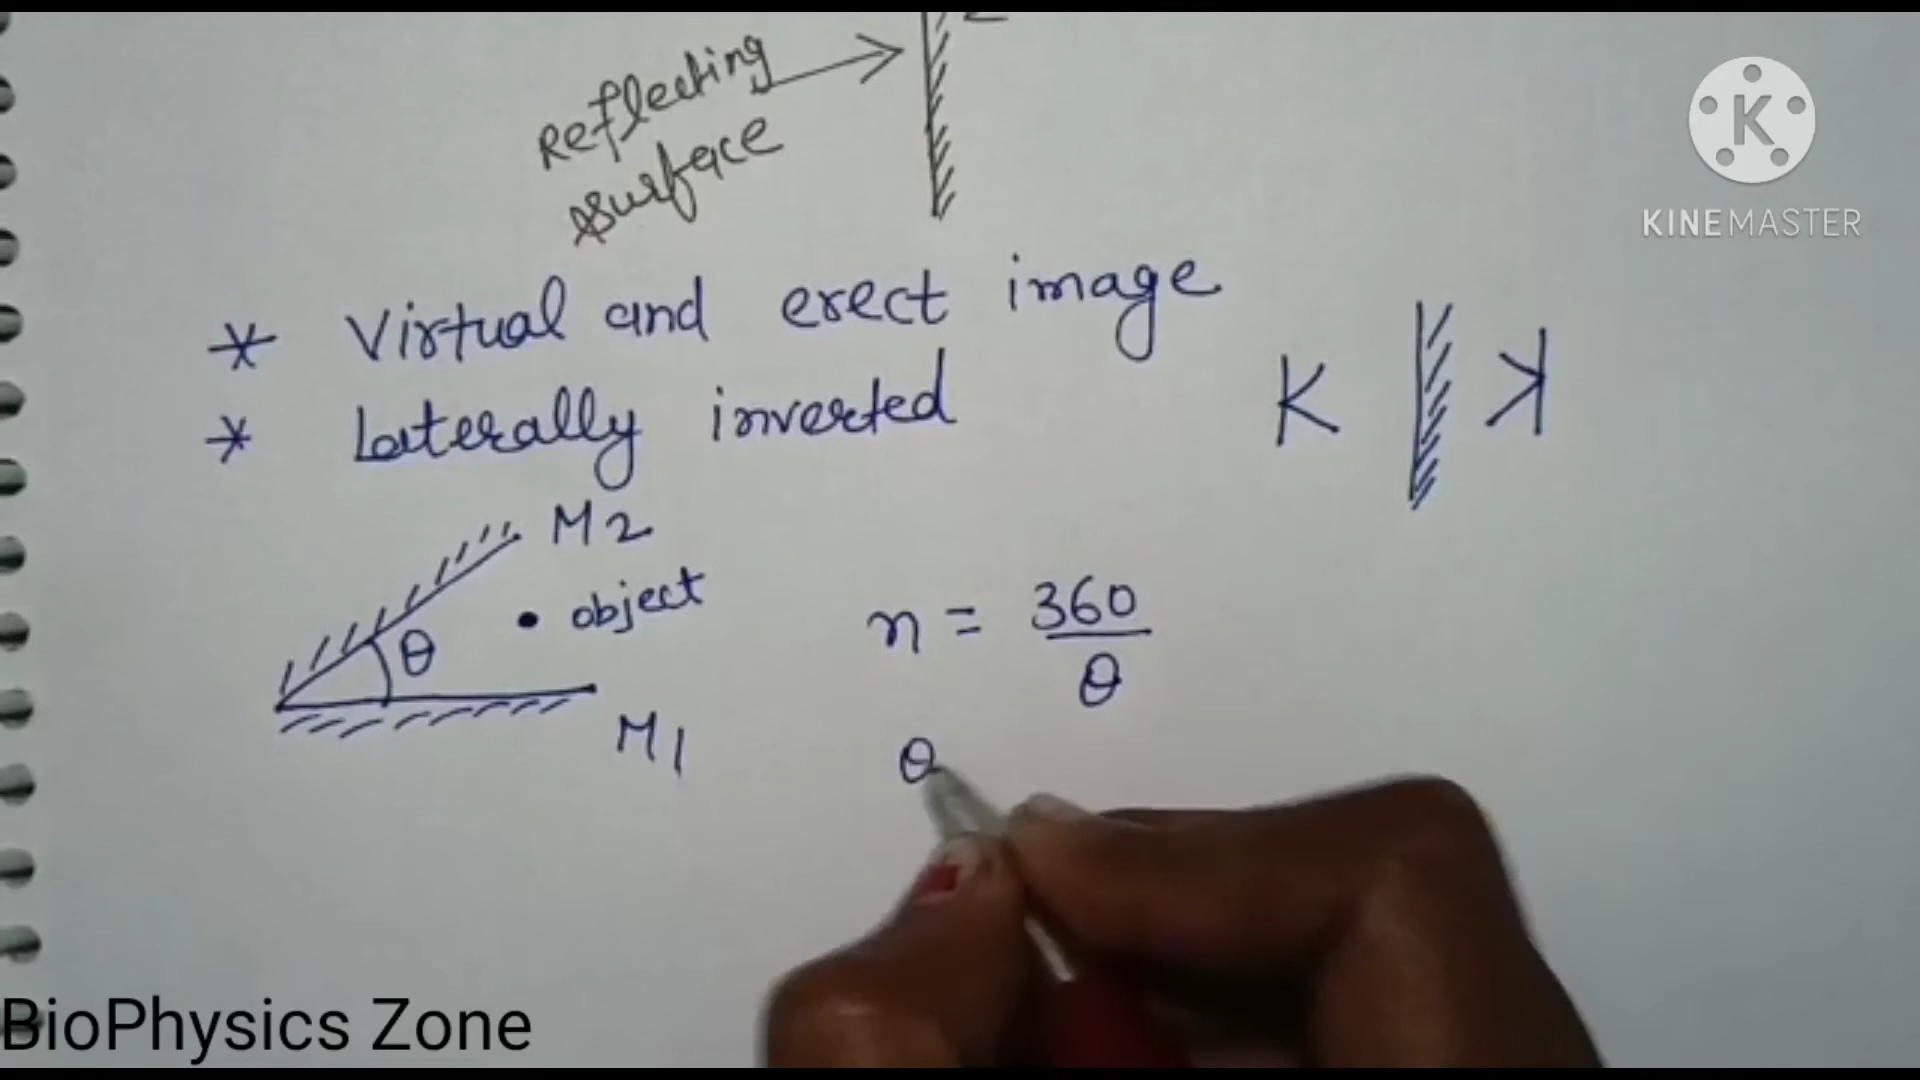 Reflecting
surface
K
KINEMASTER
* Virtual and erect image
* Laterally inverted
K K
M2
object
θ
n = 360/θ
M1
θ
BioPhysics Zone